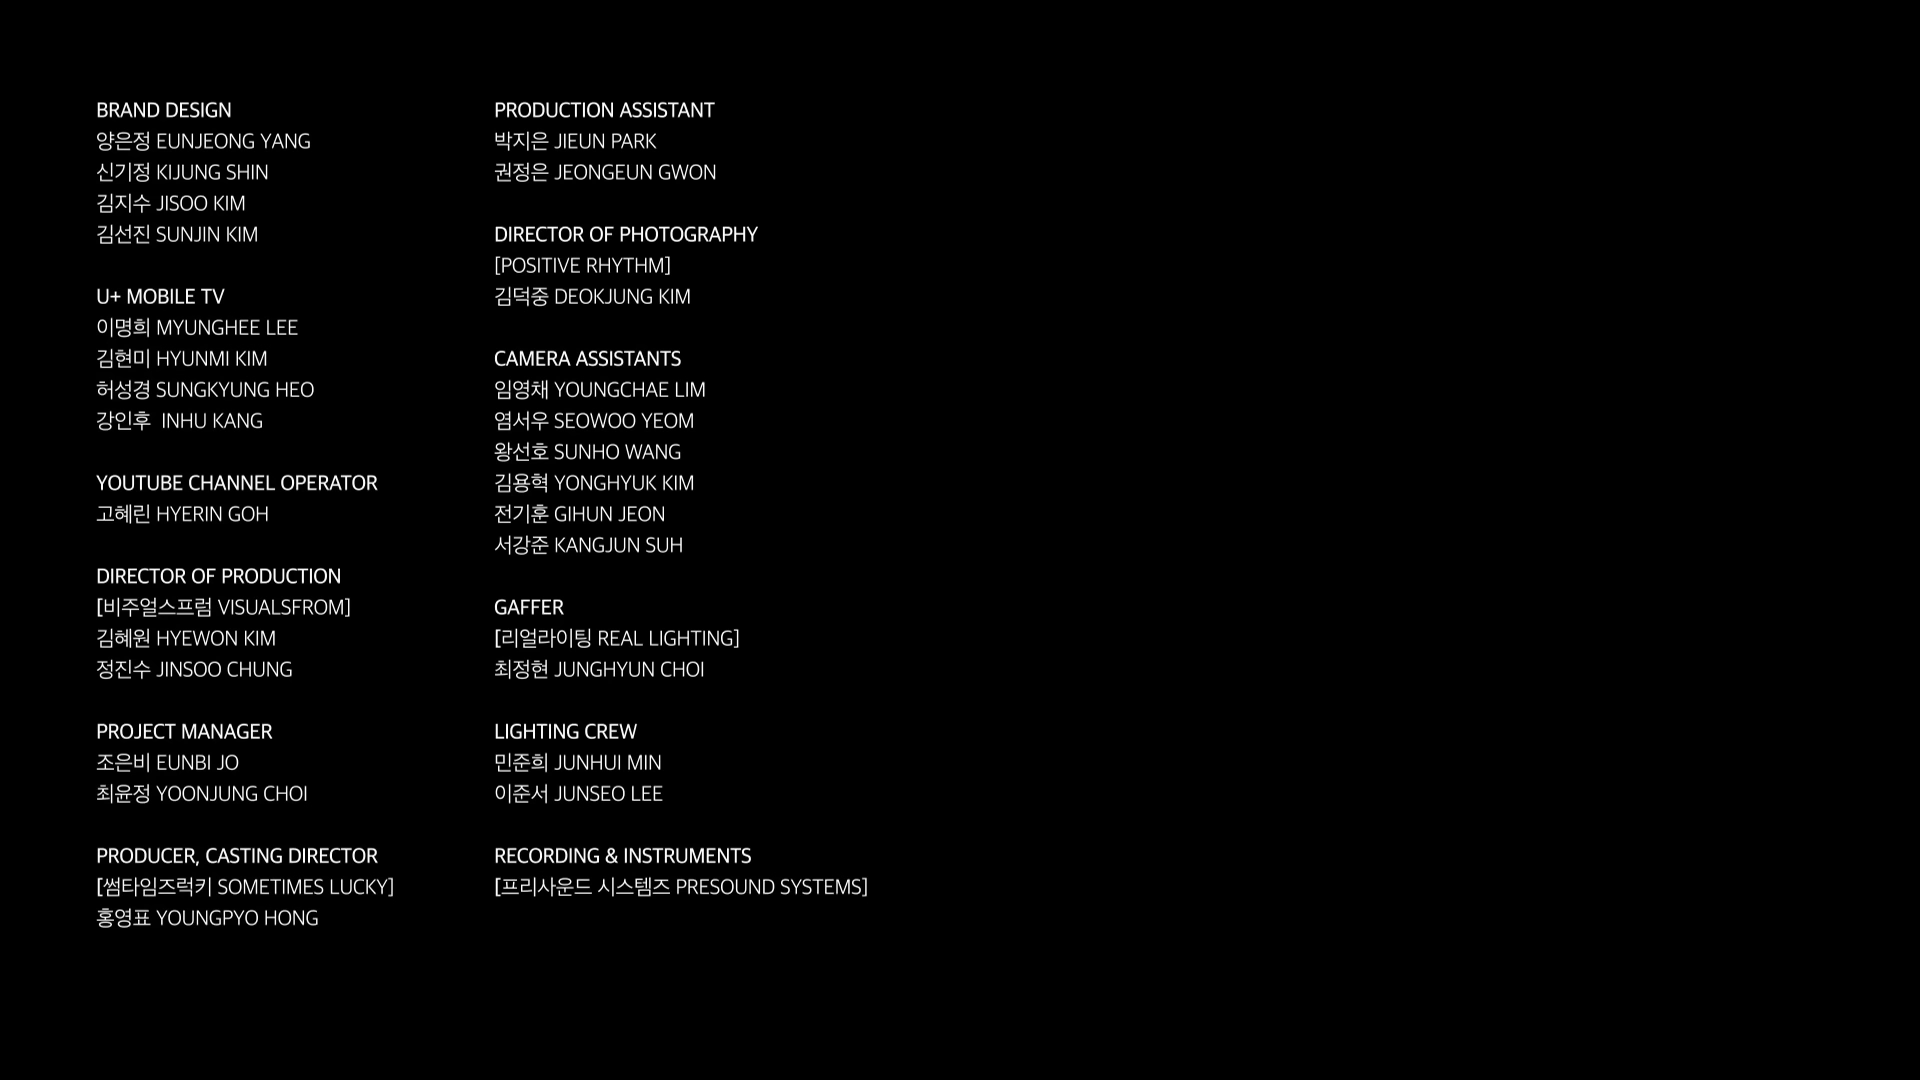 BRAND DESIGN
양은정 EUNJEONG YANG
신기정 KIJUNG SHIN
김지수 JISOO KIM
김선진 SUNJIN KIM
U+ MOBILE TV
이명희 MYUNGHEE LEE
김현미 HYUNMI KIM
허성경 SUNGKYUNG HEO
강인후  INHU KANG
YOUTUBE CHANNEL OPERATOR
고혜린 HYERIN GOH
DIRECTOR OF PRODUCTION
[비주얼스프럼 VISUALSFROM]
김혜원 HYEWON KIM
정진수 JINSOO CHUNG
PROJECT MANAGER
조은비 EUNBI JO
최윤정 YOONJUNG CHOI
PRODUCER, CASTING DIRECTOR
[썸타임즈럭키 SOMETIMES LUCKY]
홍영표 YOUNGPYO HONG
PRODUCTION ASSISTANT
박지은 JIEUN PARK
권정은 JEONGEUN GWON
DIRECTOR OF PHOTOGRAPHY
[POSITIVE RHYTHM]
김덕중 DEOKJUNG KIM
CAMERA ASSISTANTS
임영채 YOUNGCHAE LIM
염서우 SEOWOO YEOM
왕선호 SUNHO WANG
김용혁 YONGHYUK KIM
전기훈 GIHUN JEON
서강준 KANGJUN SUH
GAFFER
[리얼라이팅 REAL LIGHTING]
최정현 JUNGHYUN CHOI
LIGHTING CREW
민준희 JUNHUI MIN
이준서 JUNSEO LEE
RECORDING & INSTRUMENTS
[프리사운드 시스템즈 PRESOUND SYSTEMS]